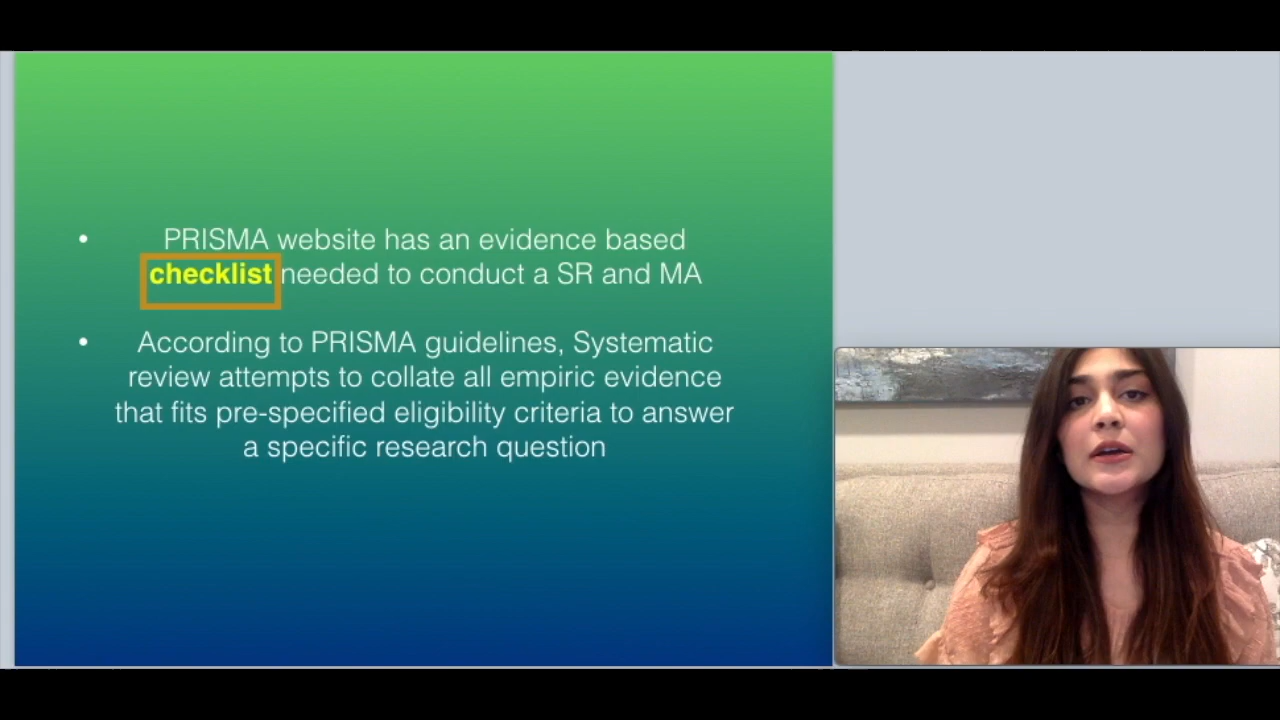 • PRISMA website has an evidence based
checklist needed to conduct a SR and MA
• According to PRISMA guidelines, Systematic
review attempts to collate all empiric evidence
that fits pre-specified eligibility criteria to answer
a specific research question